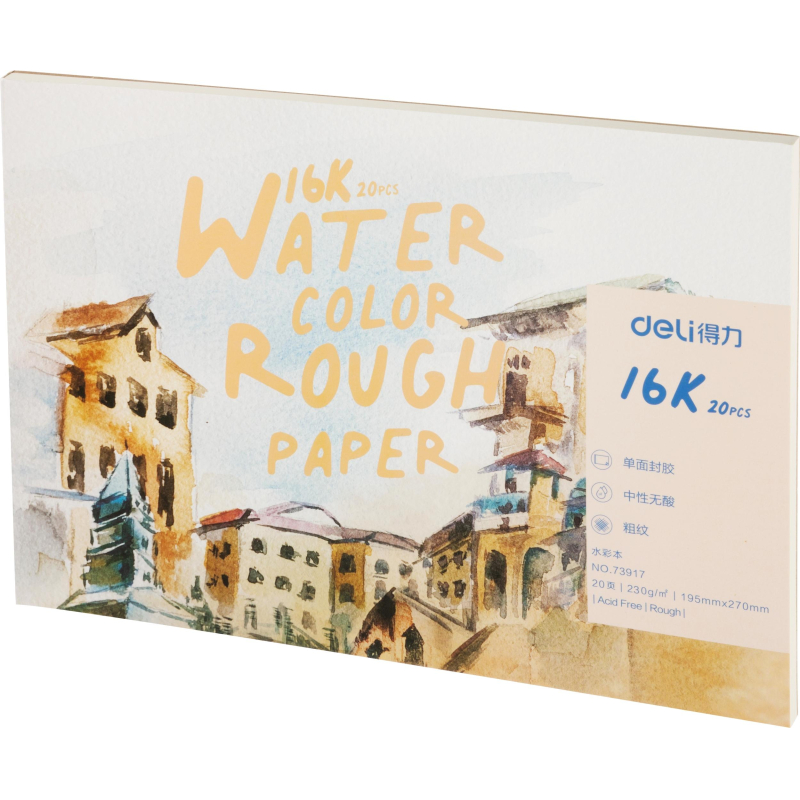 16K 20PCS
WATER
COLOR
ROUGH
PAPER
deli得力
16K 20PCS
单面封胶
中性无酸
粗纹
水彩本
NO.73917
20页 | 230g/㎡ | 195mmx270mm
| Acid Free | Rough |